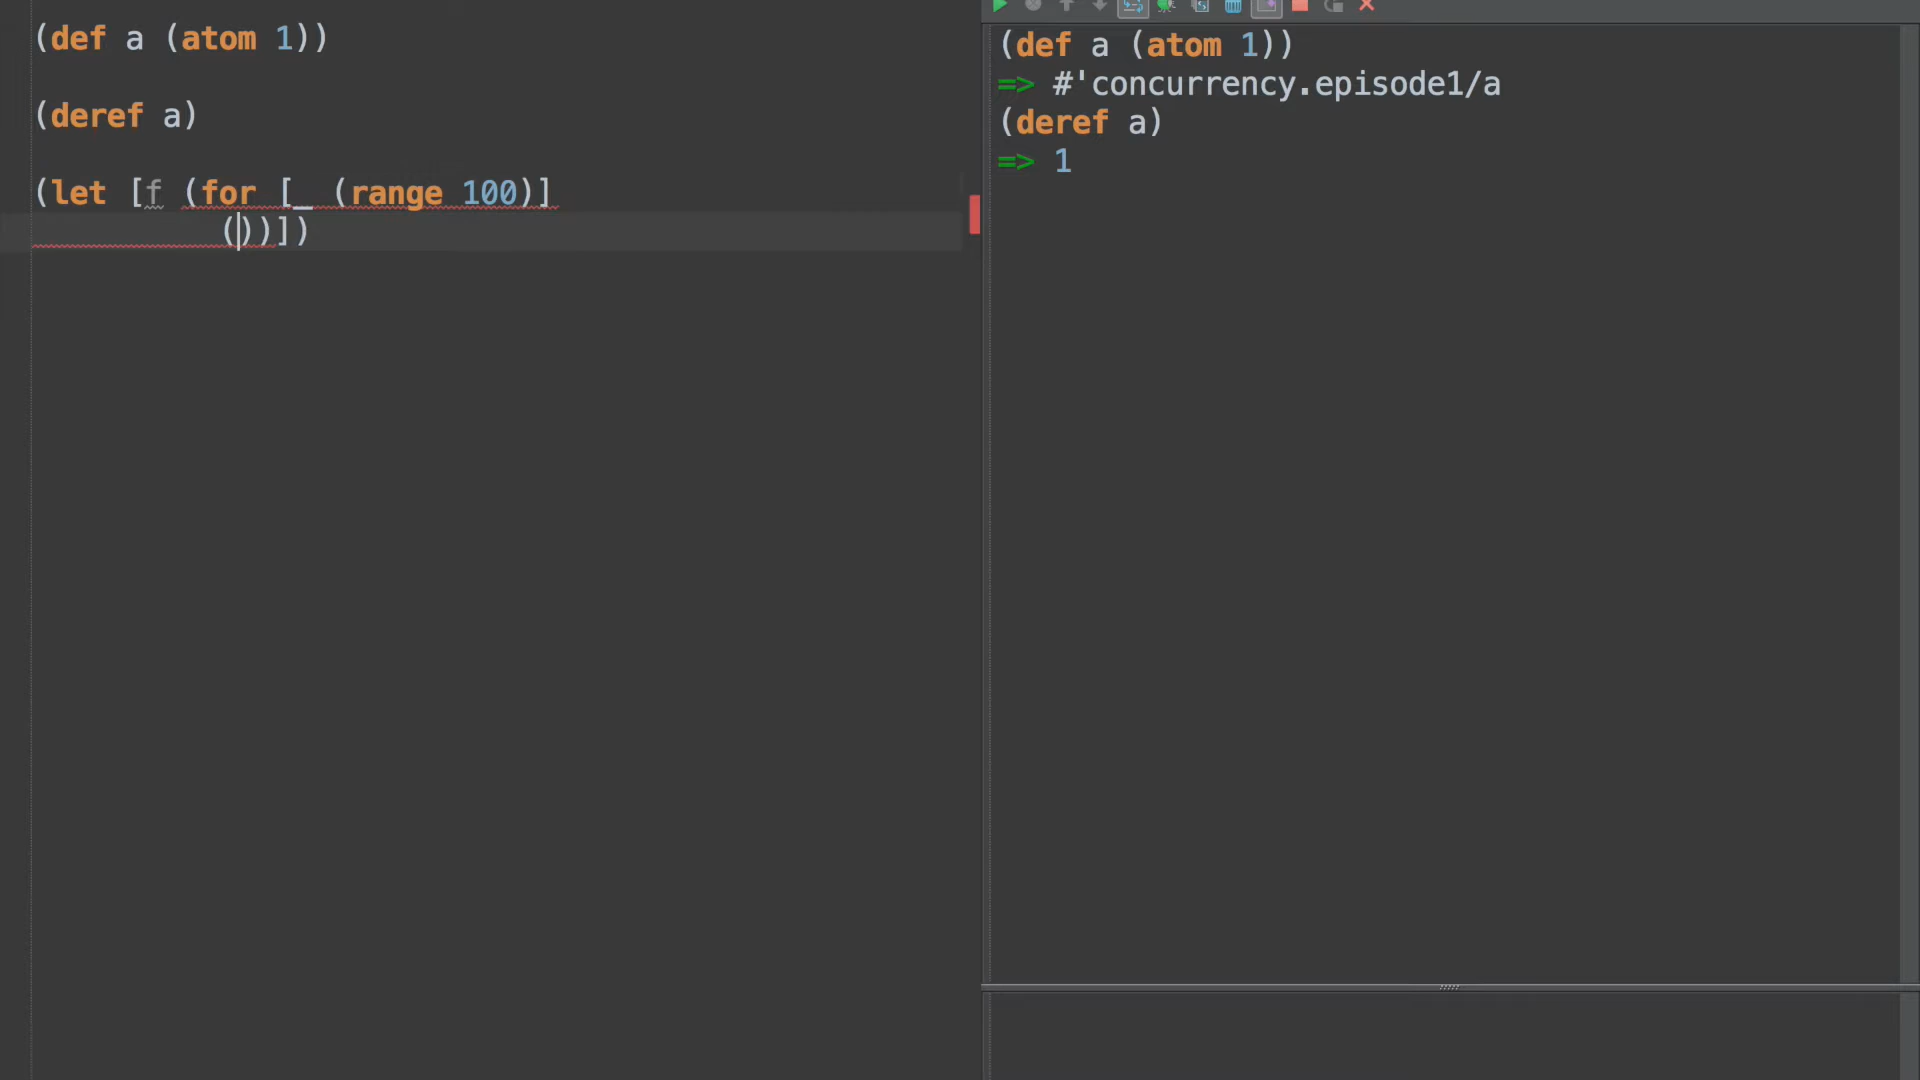 (def a (atom 1))
(deref a)
(let [f (for [_ (range 100)]
())])
(def a (atom 1))
=> #'concurrency.episode1/a
(deref a)
=> 1